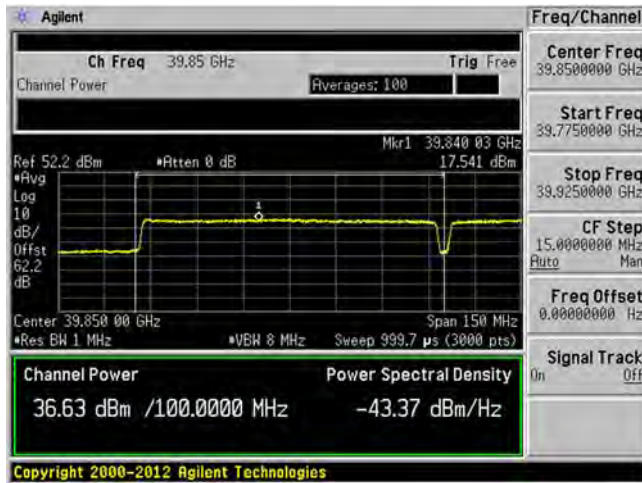 Agilent
Freq/Channel
Ch Freq 39.85 GHz Trig Free
Channel Power Averages: 100
Center Freq
39.8500000 GHz
Start Freq
39.7750000 GHz
Stop Freq
39.9250000 GHz
CF Step
15.0000000 MHz
Auto Man
Freq Offset
0.00000000 Hz
Signal Track
On Off
Mkr1 39.840 03 GHz
Ref 52.2 dBm *Atten 0 dB 17.541 dBm
*Avg
Log
10
dB/
Offst
62.2
dB
1
Center 39.850 00 GHz Span 150 MHz
*Res BW 1 MHz *VBW 8 MHz Sweep 999.7 µs (3000 pts)
Channel Power Power Spectral Density
36.63 dBm /100.0000 MHz -43.37 dBm/Hz
Copyright 2000-2012 Agilent Technologies